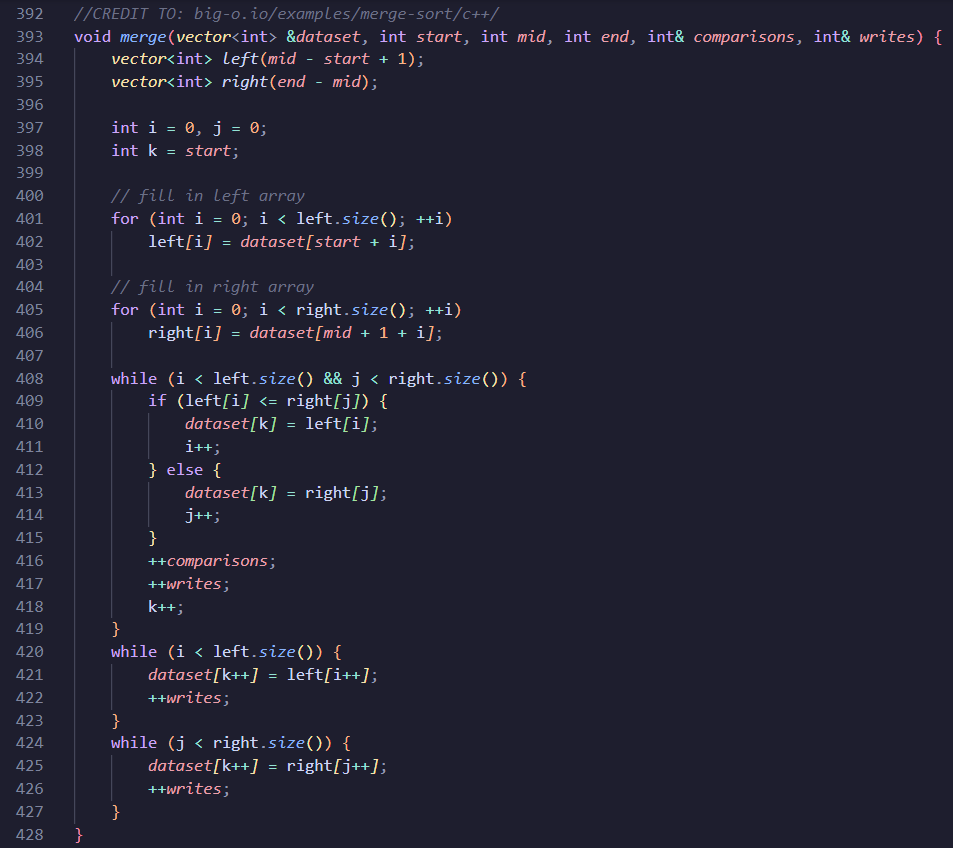 392 //CREDIT TO: big-o.io/examples/merge-sort/c++/
393 void merge(vector<int> &dataset, int start, int mid, int end, int& comparisons, int& writes) {
394     vector<int> left(mid - start + 1);
395     vector<int> right(end - mid);
396
397     int i = 0, j = 0;
398     int k = start;
399
400     // fill in left array
401     for (int i = 0; i < left.size(); ++i)
402         left[i] = dataset[start + i];
403
404     // fill in right array
405     for (int i = 0; i < right.size(); ++i)
406         right[i] = dataset[mid + 1 + i];
407
408     while (i < left.size() && j < right.size()) {
409         if (left[i] <= right[j]) {
410             dataset[k] = left[i];
411             i++;
412         } else {
413             dataset[k] = right[j];
414             j++;
415         }
416         ++comparisons;
417         ++writes;
418         k++;
419     }
420     while (i < left.size()) {
421         dataset[k++] = left[i++];
422         ++writes;
423     }
424     while (j < right.size()) {
425         dataset[k++] = right[j++];
426         ++writes;
427     }
428 }